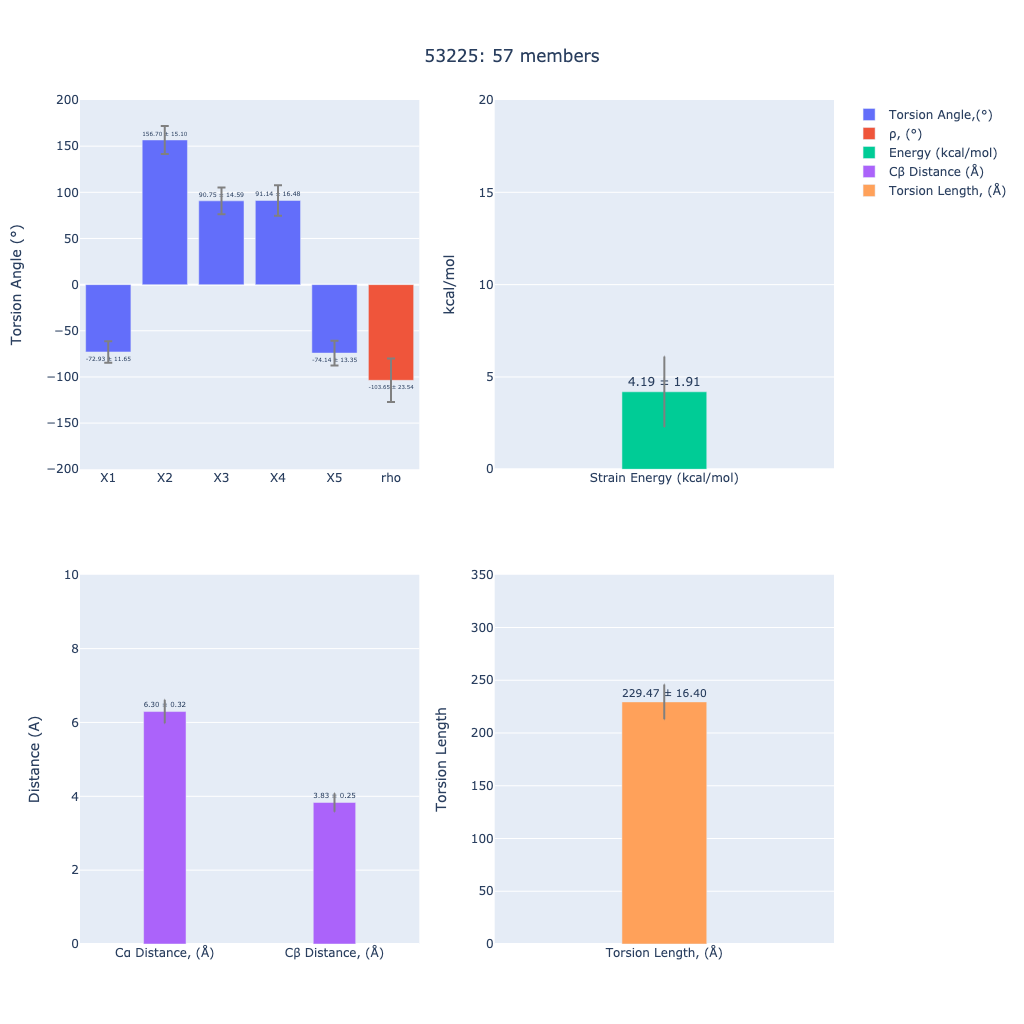 53225: 57 members
200
150
100
50
0
−50
−100
−150
−200
Torsion Angle (°)
156.70 ± 15.10
90.75 ± 14.59
91.14 ± 16.48
-72.93 ± 11.65
-74.14 ± 13.35
-103.65 ± 23.54
X1 X2 X3 X4 X5 rho
20
15
10
5
0
kcal/mol
4.19 ± 1.91
Strain Energy (kcal/mol)
Torsion Angle,(°)
ρ, (°)
Energy (kcal/mol)
Cβ Distance (Å)
Torsion Length, (Å)
10
8
6
4
2
0
Distance (A)
6.30 ± 0.32
3.83 ± 0.25
Cα Distance, (Å) Cβ Distance, (Å)
350
300
250
200
150
100
50
0
Torsion Length
229.47 ± 16.40
Torsion Length, (Å)